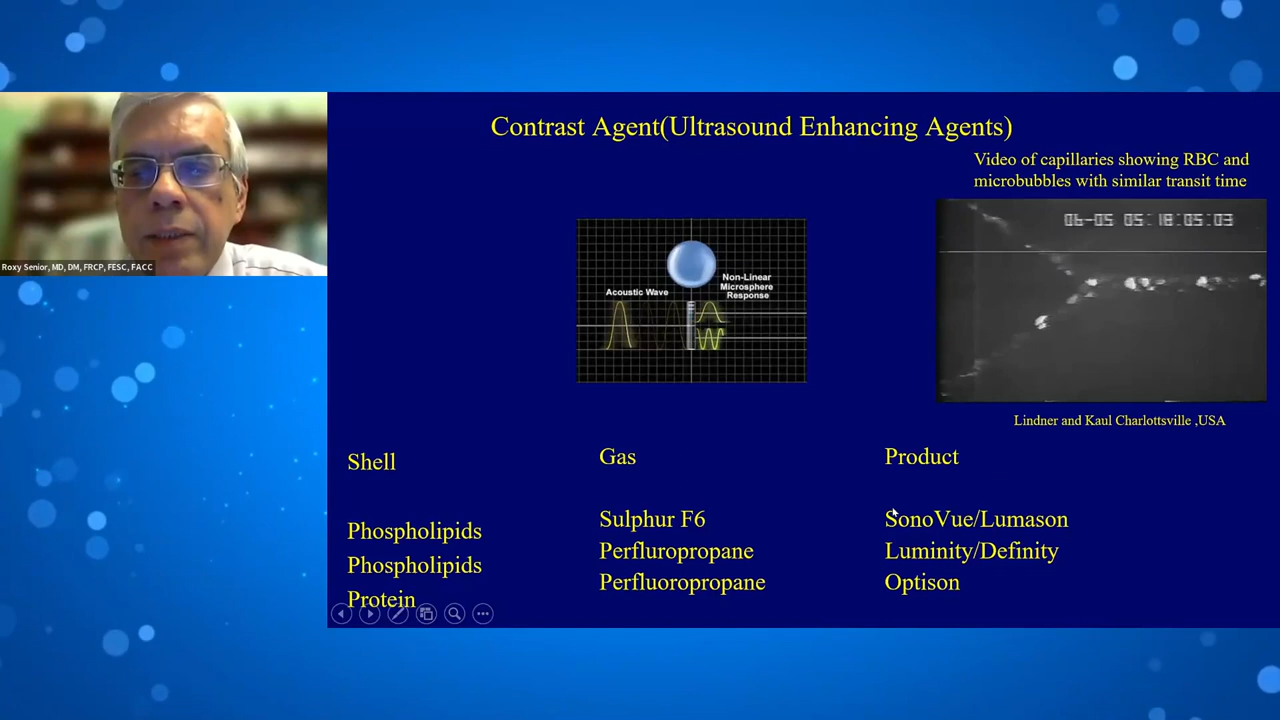 Contrast Agent(Ultrasound Enhancing Agents)
Video of capillaries showing RBC and
microbubbles with similar transit time
06-05 05:18:05:03
Acoustic Wave
Non-Linear
Microsphere
Response
Roxy Senior, MD, DM, FRCP, FESC, FACC
Lindner and Kaul Charlottsville ,USA
Shell
Gas
Product
Phospholipids
Sulphur F6
SonoVue/Lumason
Phospholipids
Perfluropropane
Luminity/Definity
Protein
Perfluoropropane
Optison